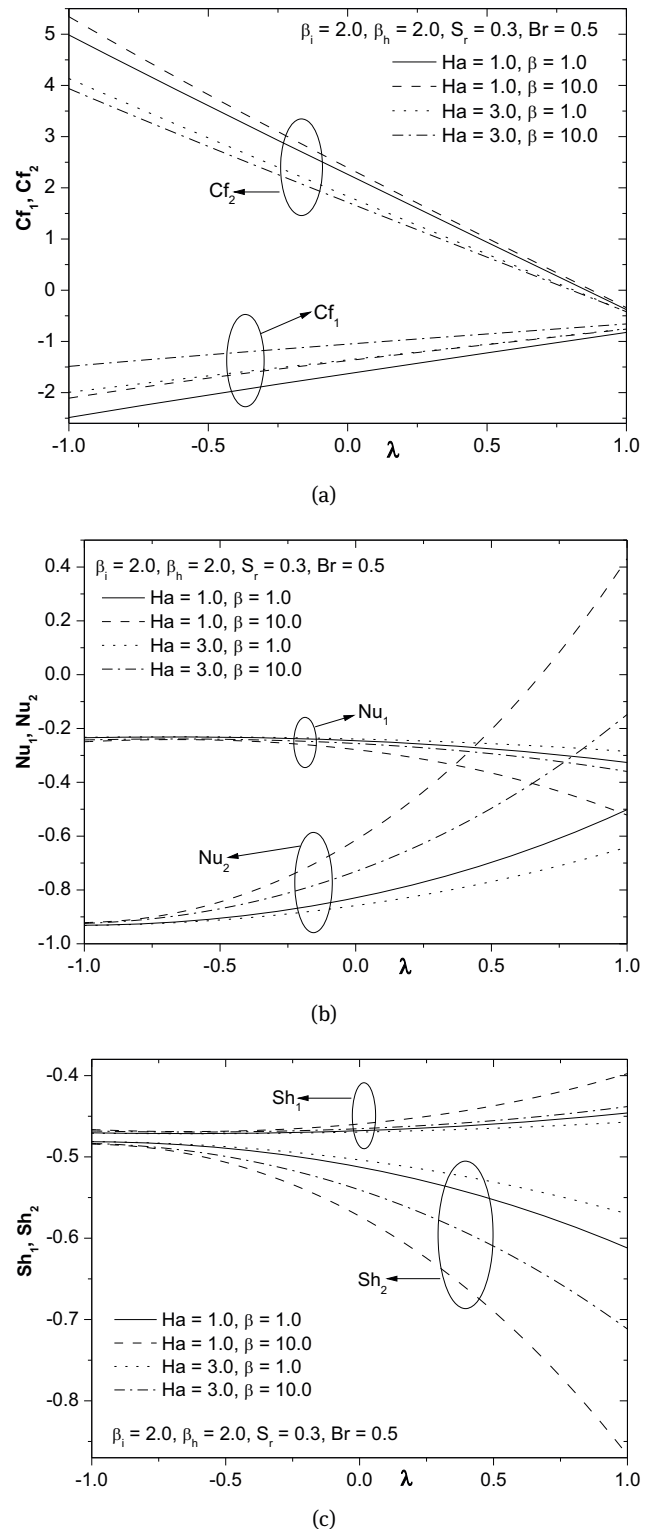 β_i = 2.0, β_h = 2.0, S_r = 0.3, Br = 0.5
Ha = 1.0, β = 1.0
Ha = 1.0, β = 10.0
Ha = 3.0, β = 1.0
Ha = 3.0, β = 10.0
5
4
3
2
1
0
-1
-2
Cf_1, Cf_2
Cf_2
Cf_1
-1.0 -0.5 0.0 0.5 1.0
λ
(a)
β_i = 2.0, β_h = 2.0, S_r = 0.3, Br = 0.5
Ha = 1.0, β = 1.0
Ha = 1.0, β = 10.0
Ha = 3.0, β = 1.0
Ha = 3.0, β = 10.0
0.4
0.2
0.0
-0.2
-0.4
-0.6
-0.8
-1.0
Nu_1, Nu_2
Nu_1
Nu_2
-1.0 -0.5 0.0 0.5 1.0
λ
(b)
-0.4
-0.5
-0.6
-0.7
-0.8
Sh_1, Sh_2
Sh_1
Sh_2
Ha = 1.0, β = 1.0
Ha = 1.0, β = 10.0
Ha = 3.0, β = 1.0
Ha = 3.0, β = 10.0
β_i = 2.0, β_h = 2.0, S_r = 0.3, Br = 0.5
-1.0 -0.5 0.0 0.5 1.0
λ
(c)